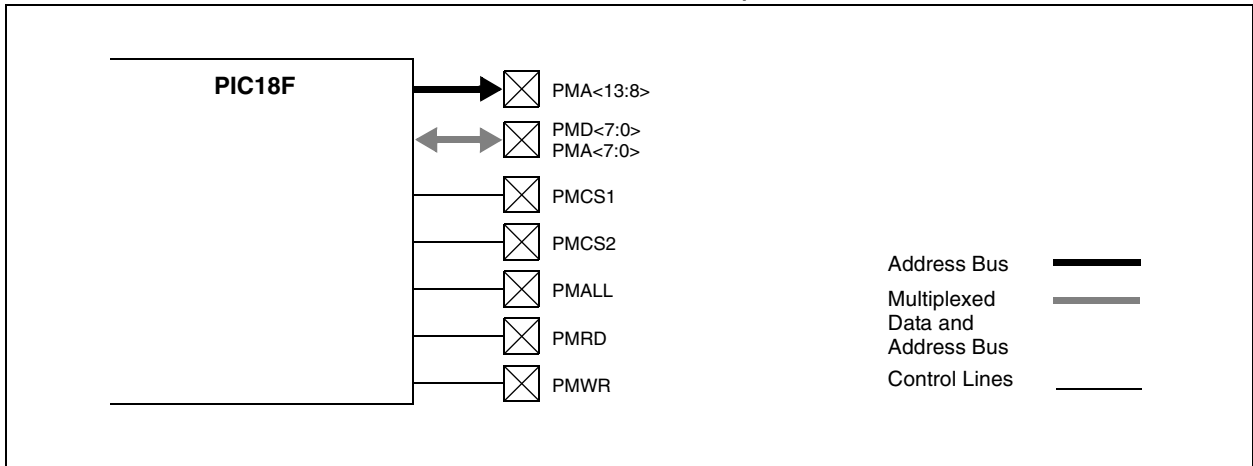 PIC18F
PMA<13:8>
PMD<7:0>
PMA<7:0>
PMCS1
PMCS2
PMALL
PMRD
PMWR
Address Bus
Multiplexed
Data and
Address Bus
Control Lines